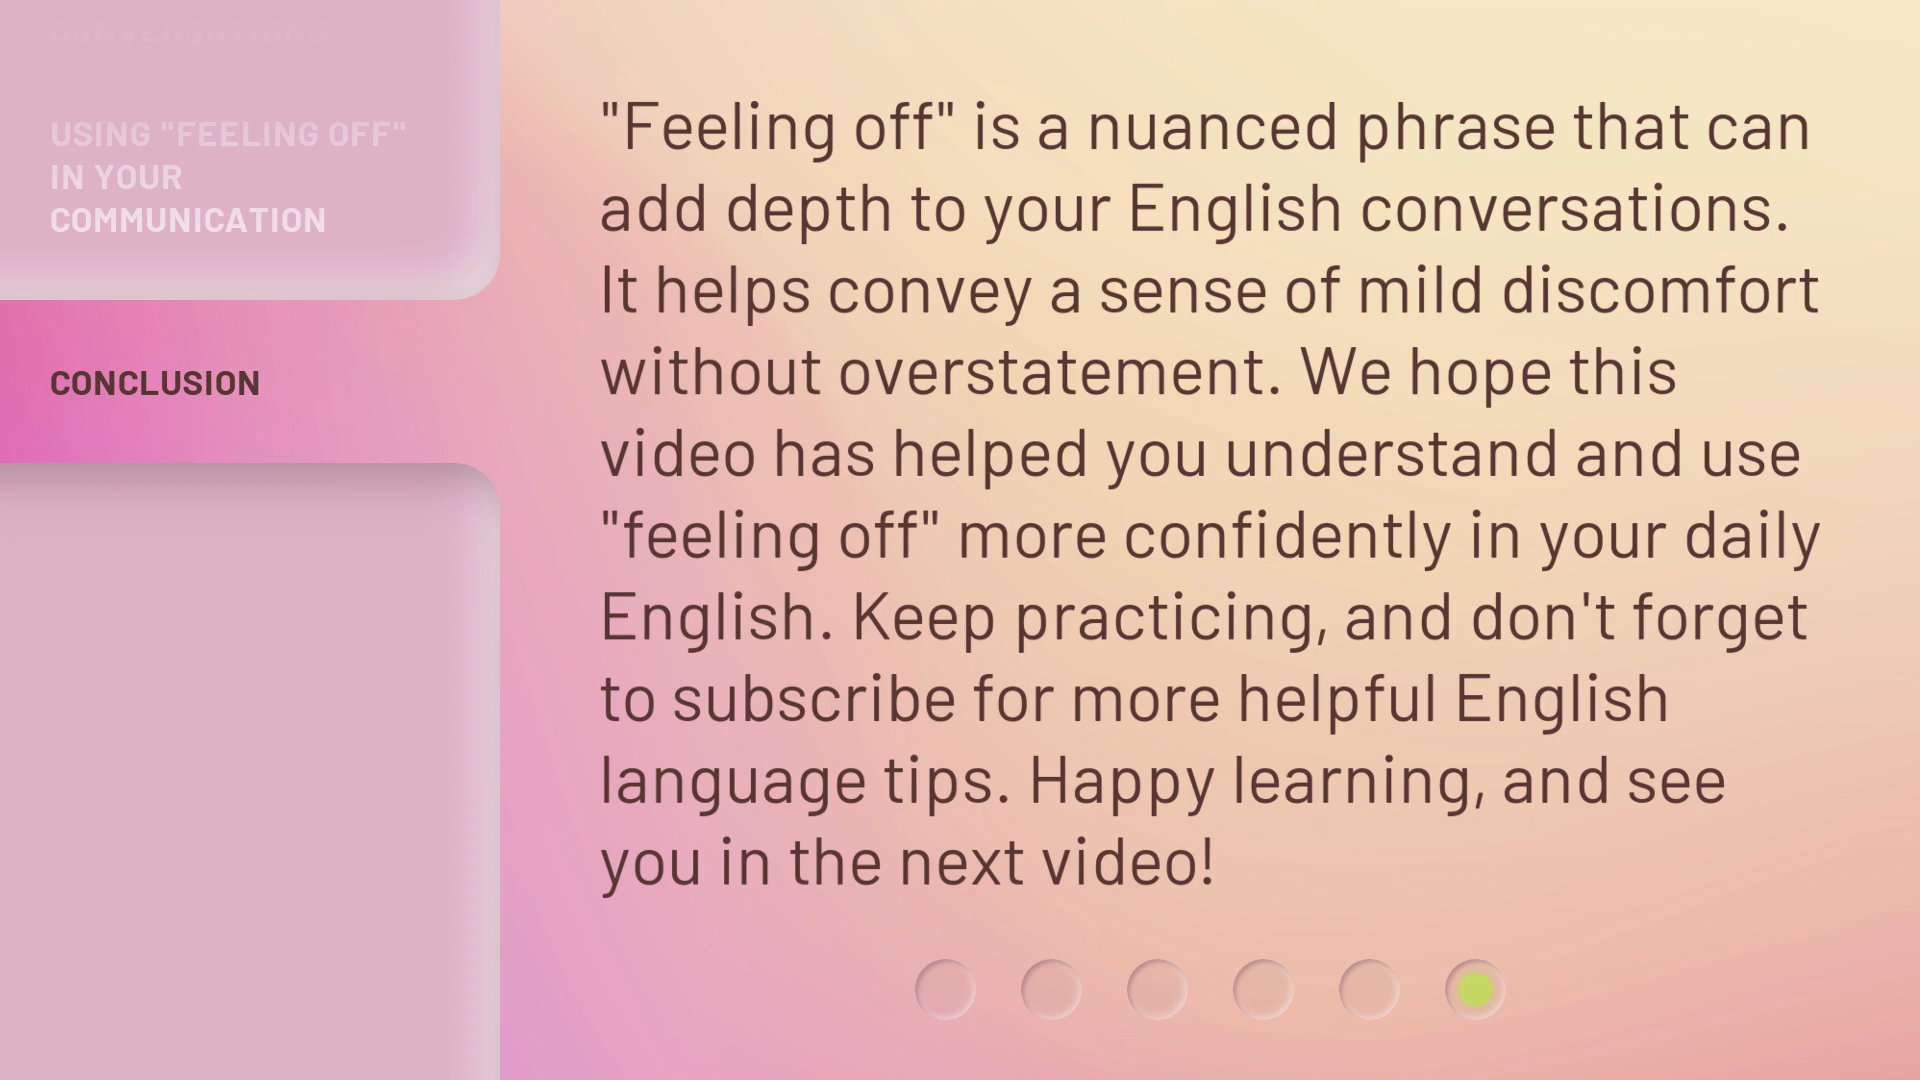 CONVERSATIONS
USING "FEELING OFF"
IN YOUR
COMMUNICATION
CONCLUSION
"Feeling off" is a nuanced phrase that can
add depth to your English conversations.
It helps convey a sense of mild discomfort
without overstatement. We hope this
video has helped you understand and use
"feeling off" more confidently in your daily
English. Keep practicing, and don't forget
to subscribe for more helpful English
language tips. Happy learning, and see
you in the next video!